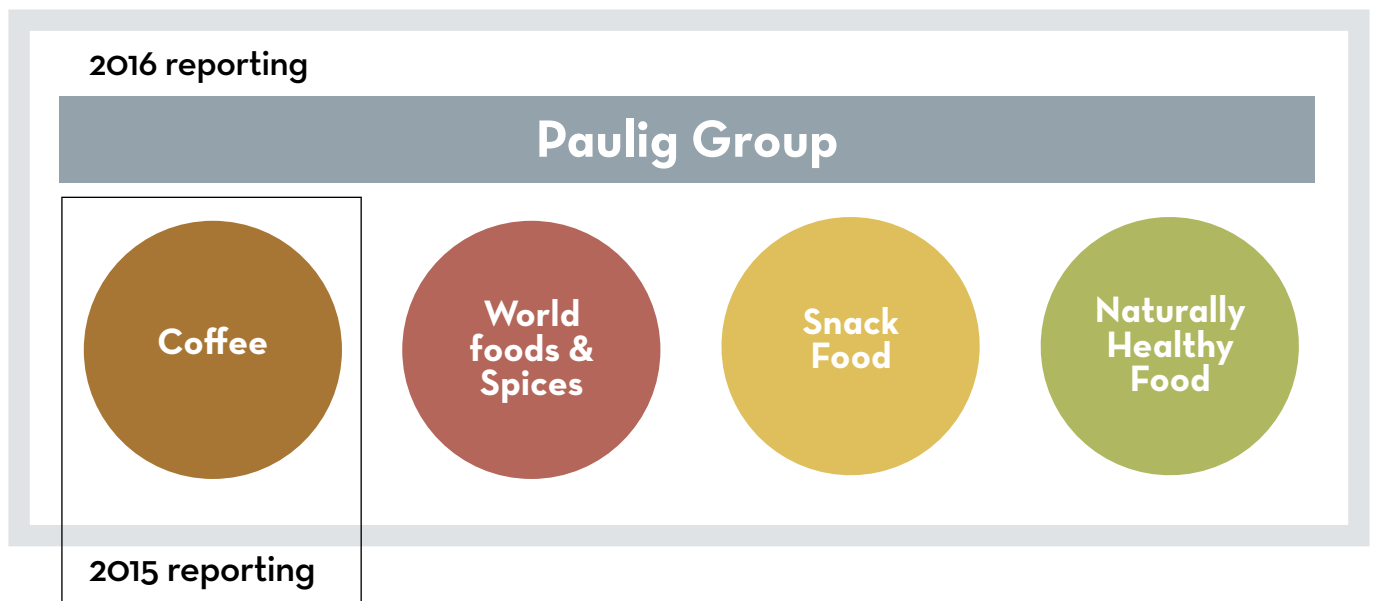 2016 reporting
Paulig Group
Coffee
World
foods &
Spices
Snack
Food
Naturally
Healthy
Food
2015 reporting